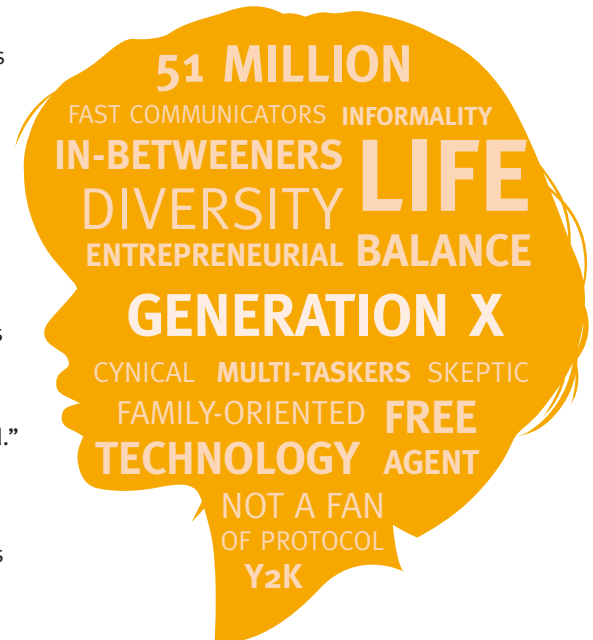 s
51 MILLION
FAST COMMUNICATORS INFORMALITY
IN-BETWEENERS LIFE
DIVERSITY
ENTREPRENEURIAL BALANCE
GENERATION X
s
CYNICAL MULTI-TASKERS SKEPTIC
FAMILY-ORIENTED FREE
.”
TECHNOLOGY AGENT
NOT A FAN
OF PROTOCOL
s
Y2K